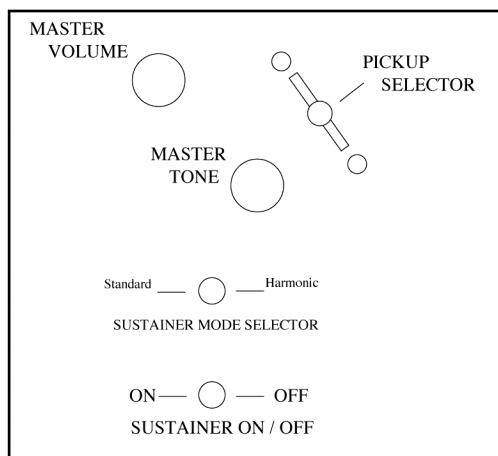 MASTER
VOLUME
PICKUP
SELECTOR
MASTER
TONE
Standard
Harmonic
SUSTAINER MODE SELECTOR
ON
OFF
SUSTAINER ON / OFF